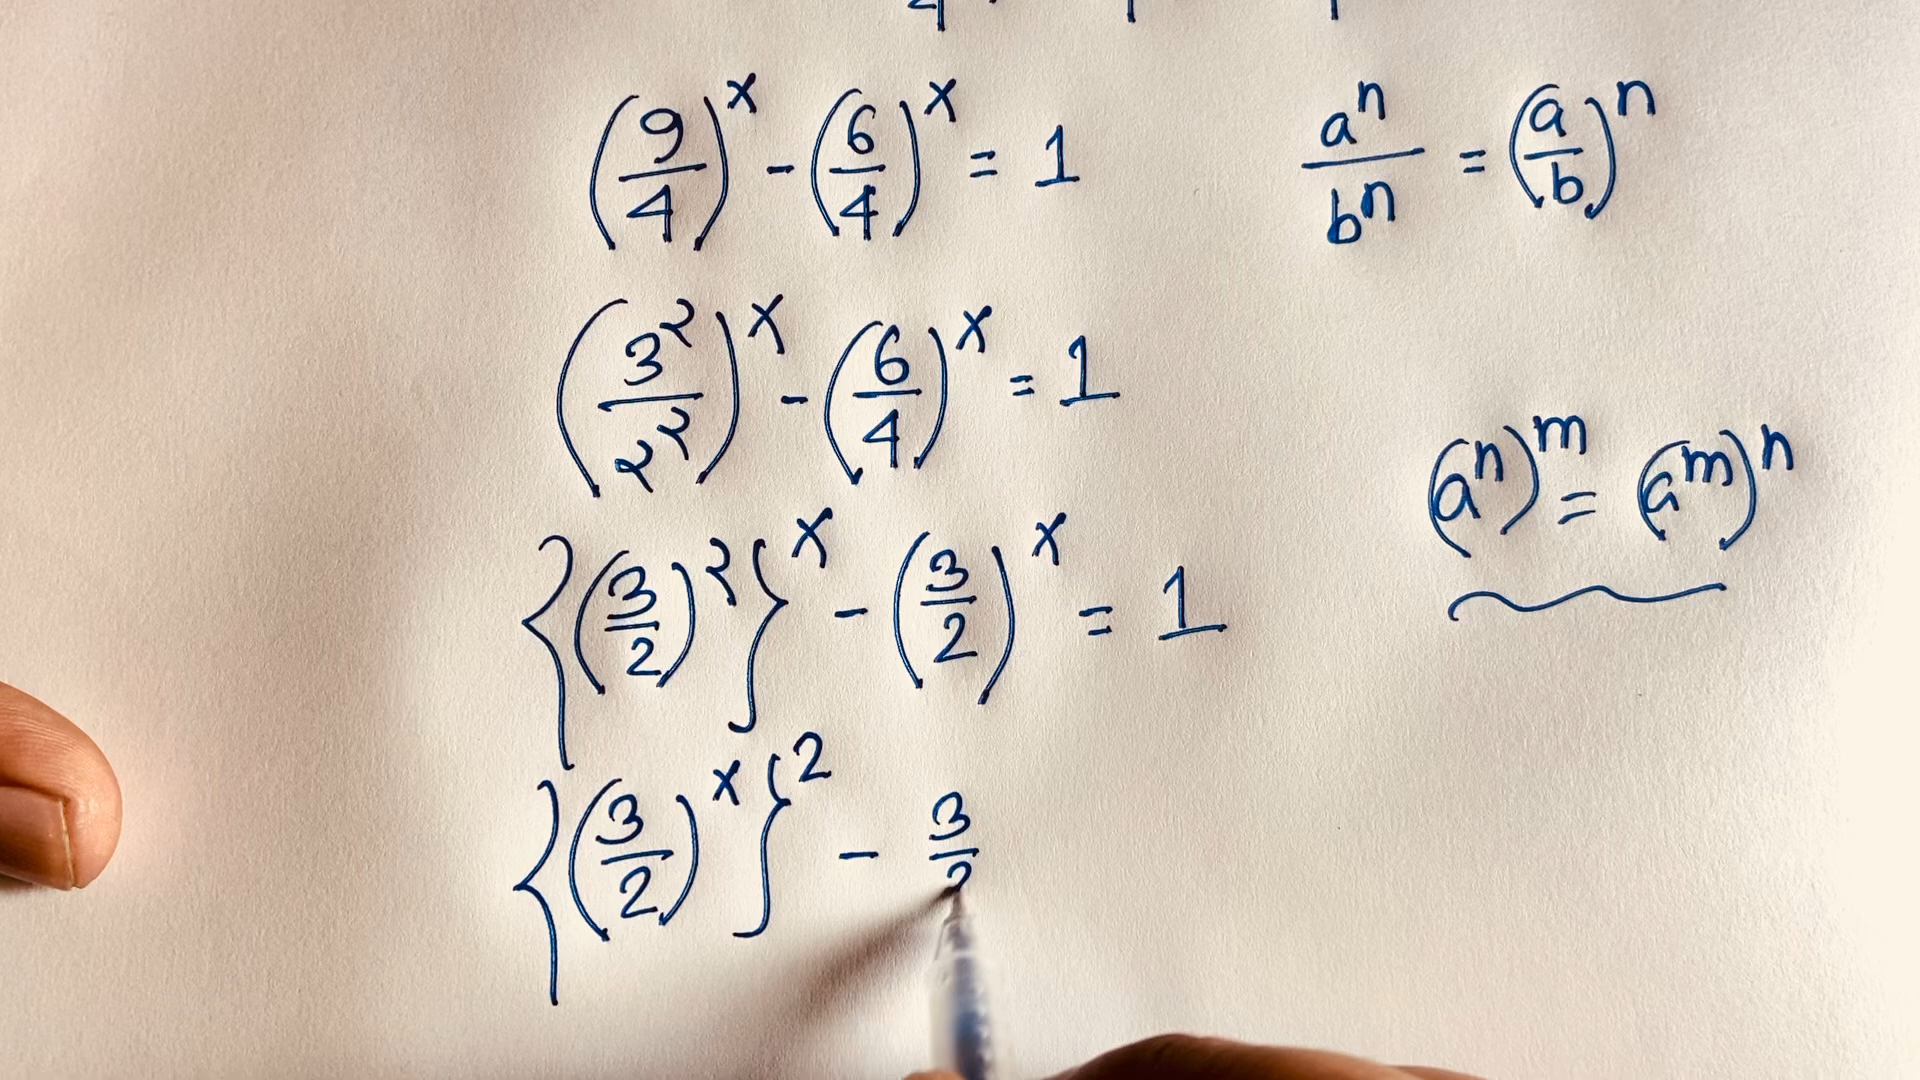 (9/4)^x - (6/4)^x = 1
a^n/b^n = (a/b)^n
(3^2/2^2)^x - (6/4)^x = 1
(a^n)^m = (a^m)^n
{(3/2)^2}^x - (3/2)^x = 1
{(3/2)^x}^2 - 3/2